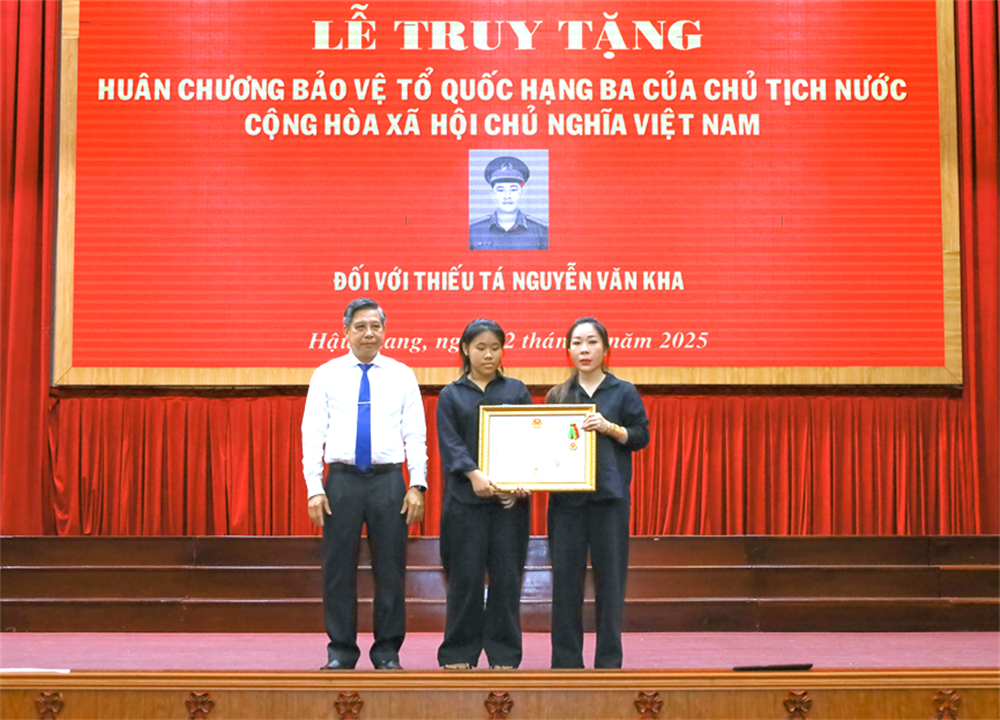 LỄ TRUY TẶNG
HUÂN CHƯƠNG BẢO VỆ TỔ QUỐC HẠNG BA CỦA CHỦ TỊCH NƯỚC
CỘNG HÒA XÃ HỘI CHỦ NGHĨA VIỆT NAM
ĐỐI VỚI THIẾU TÁ NGUYỄN VĂN KHA
năm 2025